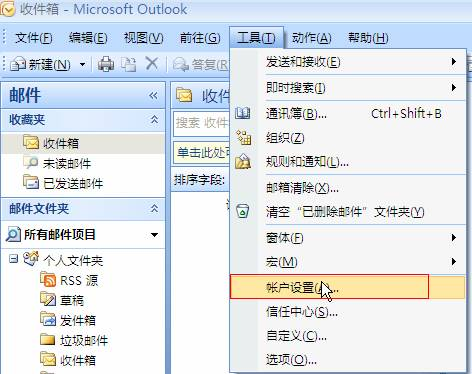 收件箱 - Microsoft Outlook
文件(F) 编辑(E) 视图(V) 前往(G) 工具(T) 动作(A) 帮助(H)
新建(N) 答复(R)
邮件
收藏夹
收件箱
未读邮件
已发送邮件
邮件文件夹
所有邮件项目
个人文件夹
RSS 源
草稿
发件箱
垃圾邮件
收件箱
收件
搜索 收件
单击此处可
排序字段:
发送和接收(E)
即时搜索(I)
通讯簿(B)... Ctrl+Shift+B
组织(Z)
规则和通知(L)...
邮箱清除(X)...
清空“已删除邮件”文件夹(Y)
窗体(F)
宏(M)
帐户设置(A)...
信任中心(S)...
自定义(C)...
选项(O)...